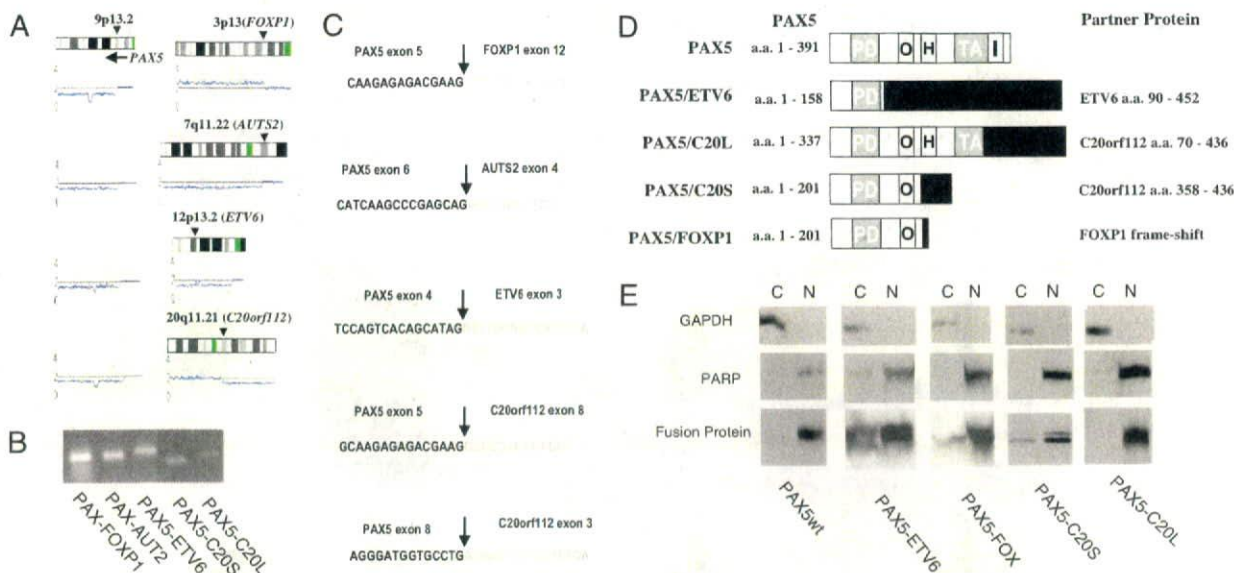 A
9p13.2
3p13(FOXP1)
PAX5
7q11.22 (AUTS2)
12p13.2 (ETV6)
20q11.21 (C20orf112)
B
PAX-FOXP1
PAX-AUT2
PAX5-ETV6
PAX5-C20S
PAX5-C20L
C
PAX5 exon 5 FOXP1 exon 12
CAAGAGAGACGAAG
PAX5 exon 6 AUTS2 exon 4
CATCAAGCCCGAGCAG
PAX5 exon 4 ETV6 exon 3
TCCAGTCACAGCATAG
PAX5 exon 5 C20orf112 exon 8
GCAAGAGAGACGAAG
PAX5 exon 8 C20orf112 exon 3
AGGGATGGTGCCTG
D
PAX5 Partner Protein
PAX5 a.a. 1 - 391 PD O H TA I
PAX5/ETV6 a.a. 1 - 158 PD ETV6 a.a. 90 - 452
PAX5/C20L a.a. 1 - 337 PD O H TA C20orf112 a.a. 70 - 436
PAX5/C20S a.a. 1 - 201 PD O C20orf112 a.a. 358 - 436
PAX5/FOXP1 a.a. 1 - 201 PD O FOXP1 frame-shift
E
C N C N C N C N C N
GAPDH
PARP
Fusion Protein
PAX5wt
PAX5-ETV6
PAX5-FOX
PAX5-C20S
PAX5-C20L